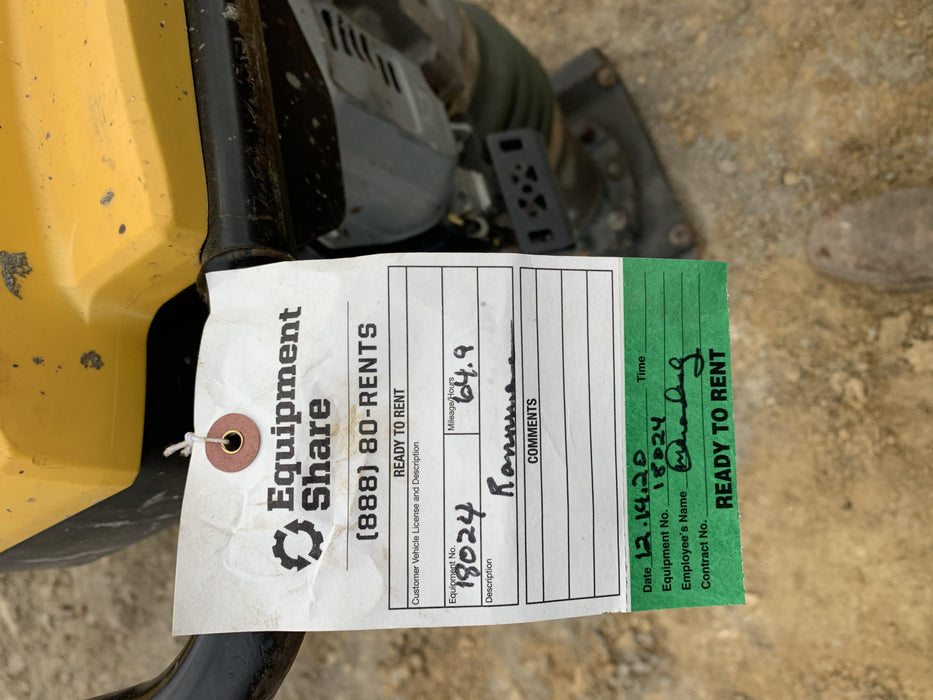 Equipment
Share
(888) 80-RENTS
READY TO RENT
Customer Vehicle License and Description
Equipment No. Mileage/Hours
18024 64.9
Description
COMMENTS
Date 12.14.20 Time
Equipment No. 18024
Employee's Name
Contract No.
READY TO RENT